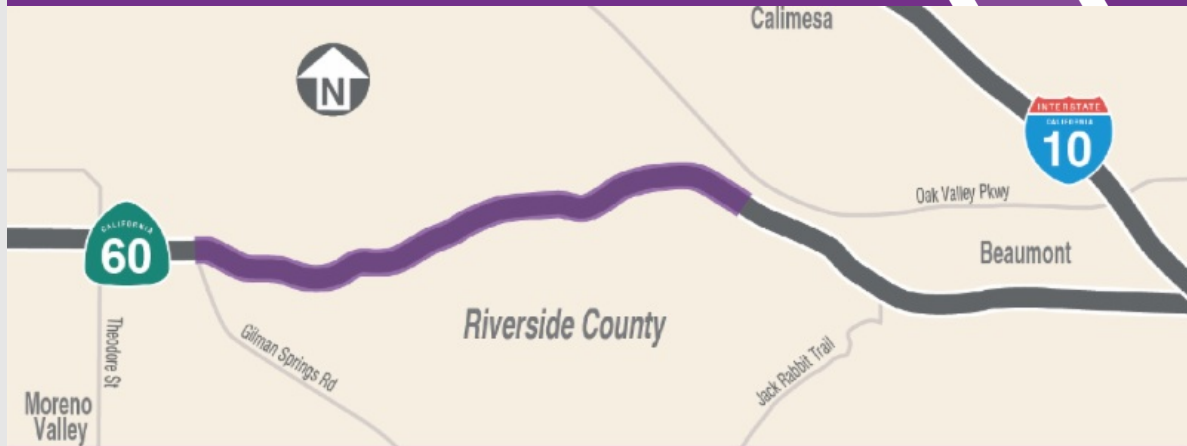 Calimesa
N
INTERSTATE
CALIFORNIA
10
Oak Valley Pkwy
CALIFORNIA
60
Beaumont
Riverside County
Theodore St
Gilman Springs Rd
Jack Rabbit Trail
Moreno
Valley